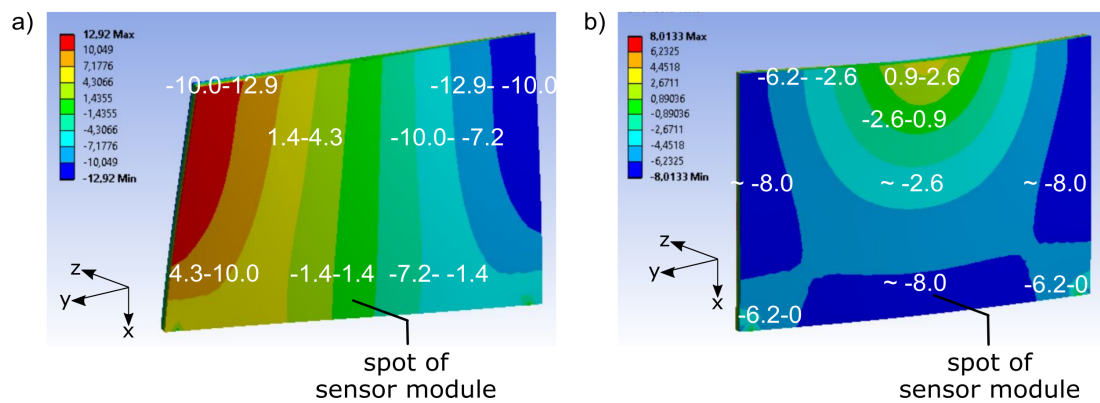 a)
12,92 Max
10,049
7,1776
4,3066
1,4355
-1,4355
-4,3066
-7,1776
-10,049
-12,92 Min
-10.0-12.9
-12.9- -10.0
1.4-4.3
-10.0- -7.2
4.3-10.0
-1.4-1.4
-7.2- -1.4
z
y
x
spot of
sensor module
b)
8,0133 Max
6,2325
4,4518
2,6711
0,89036
-0,89036
-2,6711
-4,4518
-6,2325
-8,0133 Min
-6.2- -2.6
0.9-2.6
-2.6-0.9
~ -8.0
~ -2.6
~ -8.0
~ -8.0
-6.2-0
-6.2-0
z
y
x
spot of
sensor module